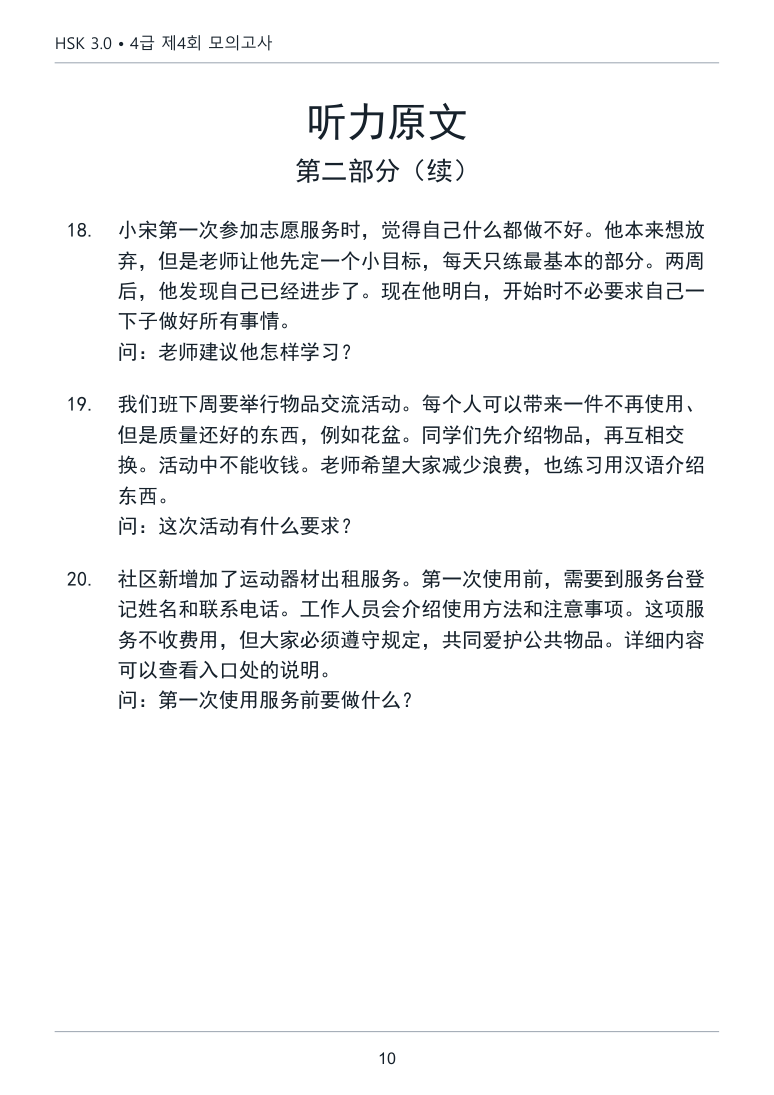 HSK 3.0 • 4급 제4회 모의고사
听力原文
第二部分（续）
18. 小宋第一次参加志愿服务时，觉得自己什么都做不好。他本来想放
弃，但是老师让他先定一个小目标，每天只练最基本的部分。两周
后，他发现自己已经进步了。现在他明白，开始时不必要求自己一
下子做好所有事情。
问：老师建议他怎样学习？
19. 我们班下周要举行物品交流活动。每个人可以带来一件不再使用、
但是质量还好的东西，例如花盆。同学们先介绍物品，再互相交
换。活动中不能收钱。老师希望大家减少浪费，也练习用汉语介绍
东西。
问：这次活动有什么要求？
20. 社区新增加了运动器材出租服务。第一次使用前，需要到服务台登
记姓名和联系电话。工作人员会介绍使用方法和注意事项。这项服
务不收费用，但大家必须遵守规定，共同爱护公共物品。详细内容
可以查看入口处的说明。
问：第一次使用服务前要做什么？
10